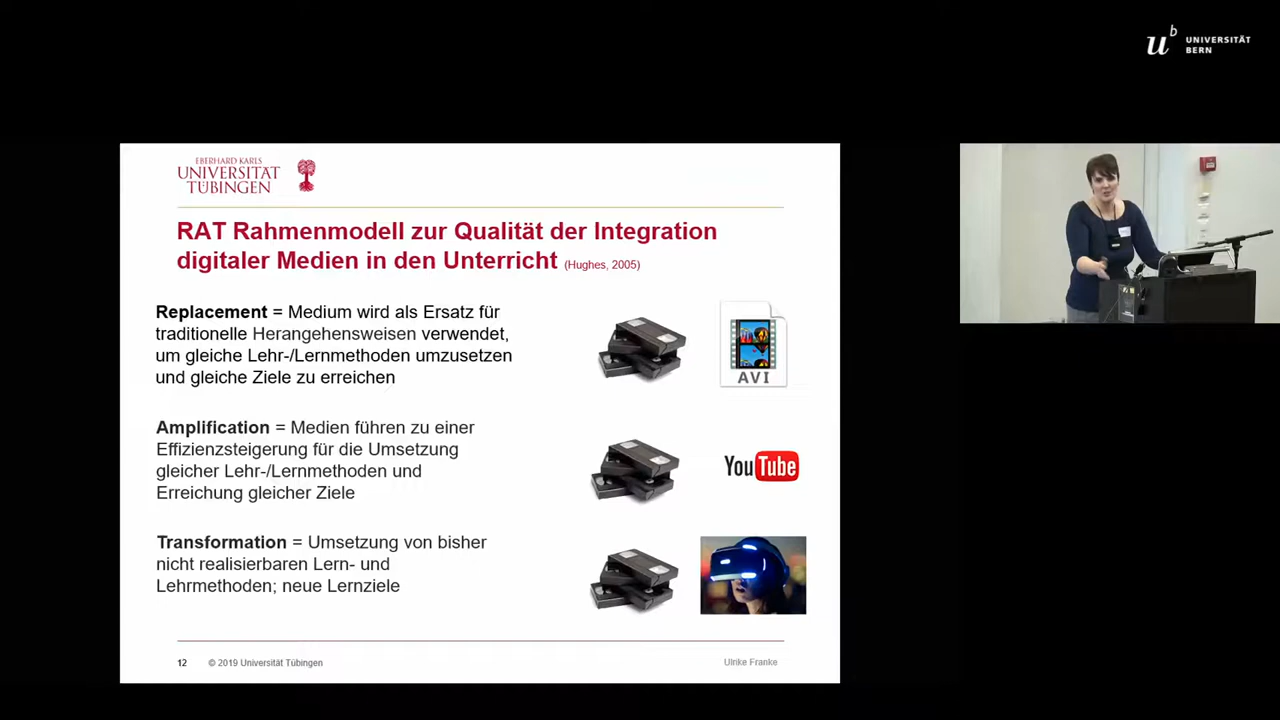 u
b
UNIVERSITÄT
BERN
EBERHARD KARLS
UNIVERSITÄT
TÜBINGEN
RAT Rahmenmodell zur Qualität der Integration
digitaler Medien in den Unterricht (Hughes, 2005)
Replacement = Medium wird als Ersatz für
traditionelle Herangehensweisen verwendet,
um gleiche Lehr-/Lernmethoden umzusetzen
und gleiche Ziele zu erreichen
AVI
Amplification = Medien führen zu einer
Effizienzsteigerung für die Umsetzung
gleicher Lehr-/Lernmethoden und
Erreichung gleicher Ziele
YouTube
Transformation = Umsetzung von bisher
nicht realisierbaren Lern- und
Lehrmethoden; neue Lernziele
12 © 2019 Universität Tübingen Ulrike Franke